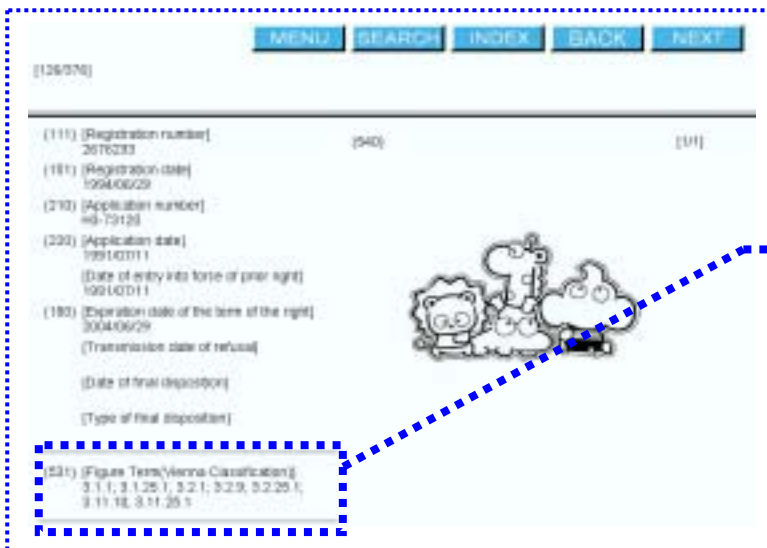 MENU SEARCH INDEX BACK NEXT
[126/376]
(111) [Registration number]
2676233
(540)
[1/1]
(151) [Registration date]
1994/06/29
(210) [Application number]
(220) [Application date]
1991/07/11
[Date of entry into force of prior right]
1991/07/11
(180) [Expiration date of the term of the right]
2004/06/29
[Transmission date of refusal]
[Date of final disposition]
[Type of final disposition]
(531) [Figure Term(Vienna Classification)]
3.1.1; 3.1.25.1; 3.2.1; 3.2.9; 3.2.25.1;
3.11.10, 3.11.25.1